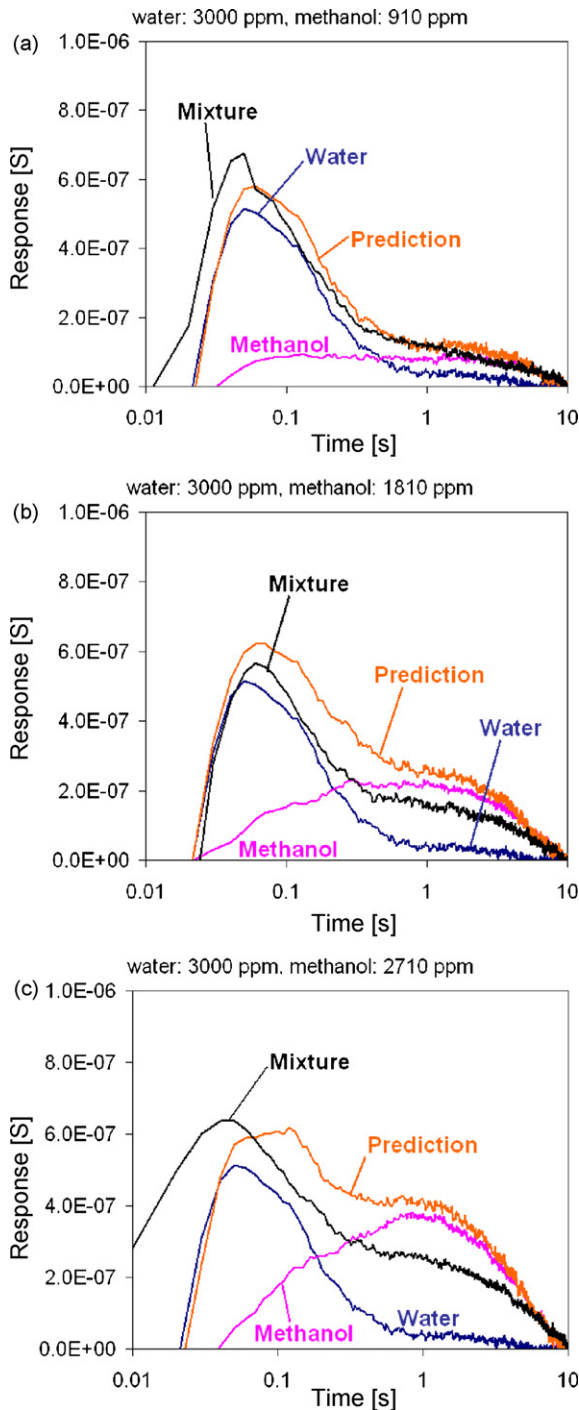 water: 3000 ppm, methanol: 910 ppm
(a)
1.0E-06
8.0E-07
6.0E-07
4.0E-07
2.0E-07
0.0E+00
Response [S]
Mixture
Water
Prediction
Methanol
0.01 0.1 1 10
Time [s]
water: 3000 ppm, methanol: 1810 ppm
(b)
1.0E-06
8.0E-07
6.0E-07
4.0E-07
2.0E-07
0.0E+00
Response [S]
Mixture
Prediction
Water
Methanol
0.01 0.1 1 10
Time [s]
water: 3000 ppm, methanol: 2710 ppm
(c)
1.0E-06
8.0E-07
6.0E-07
4.0E-07
2.0E-07
0.0E+00
Response [S]
Mixture
Prediction
Methanol
Water
0.01 0.1 1 10
Time [s]